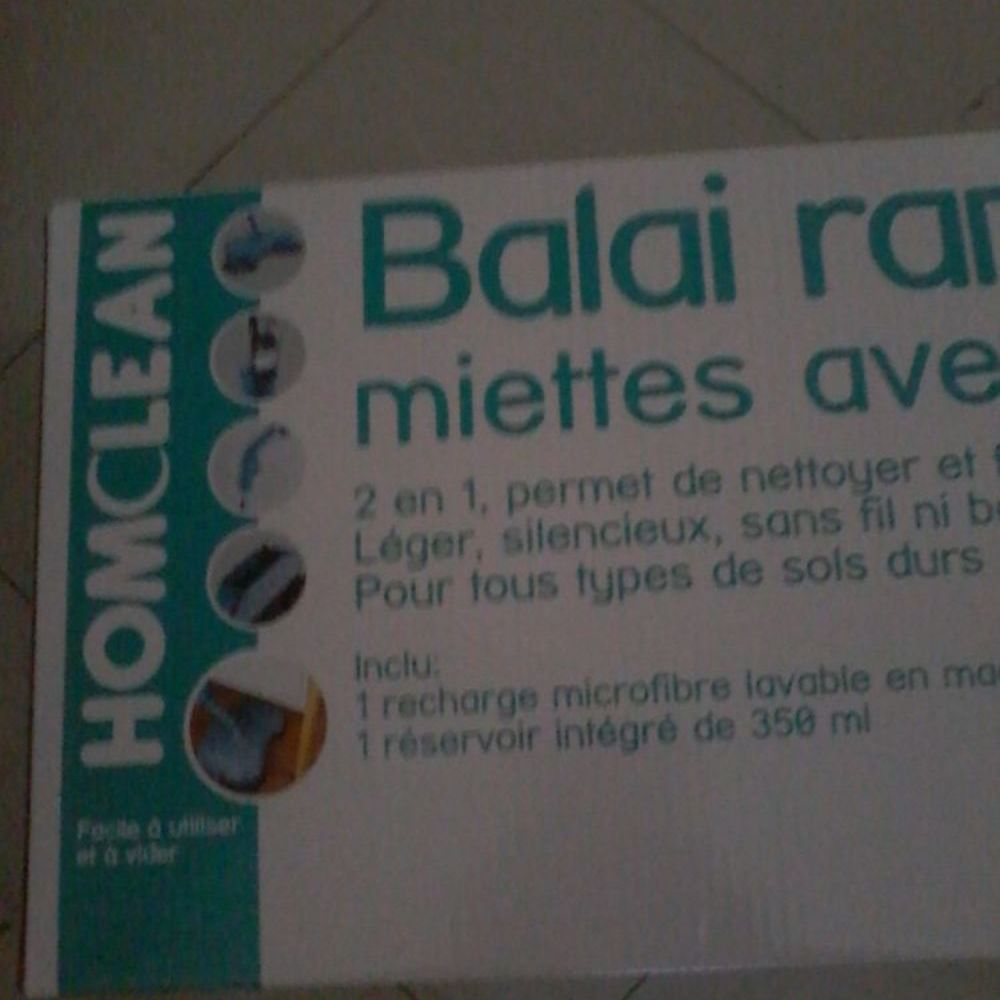 HOMCLEAN
Facile à utiliser
et à vider
Balai ra
miettes ave
2 en 1, permet de nettoyer et
Léger, silencieux, sans fil ni
Pour tous types de sols durs
Inclu:
1 recharge microfibre lavable en ma
1 réservoir intégré de 350 ml